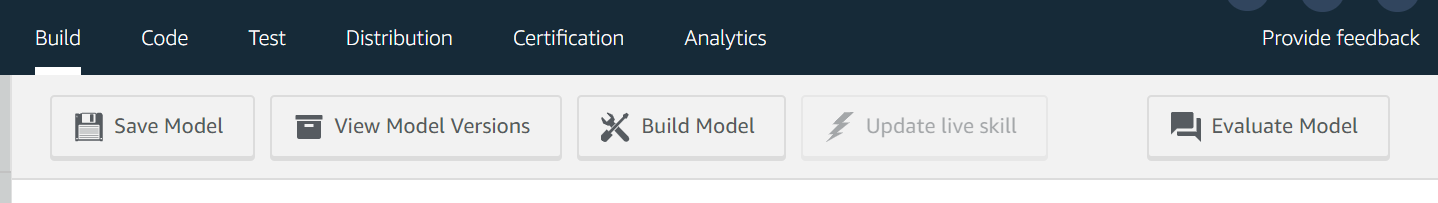 Build Code Test Distribution Certification Analytics Provide feedback
Save Model View Model Versions Build Model Update live skill Evaluate Model